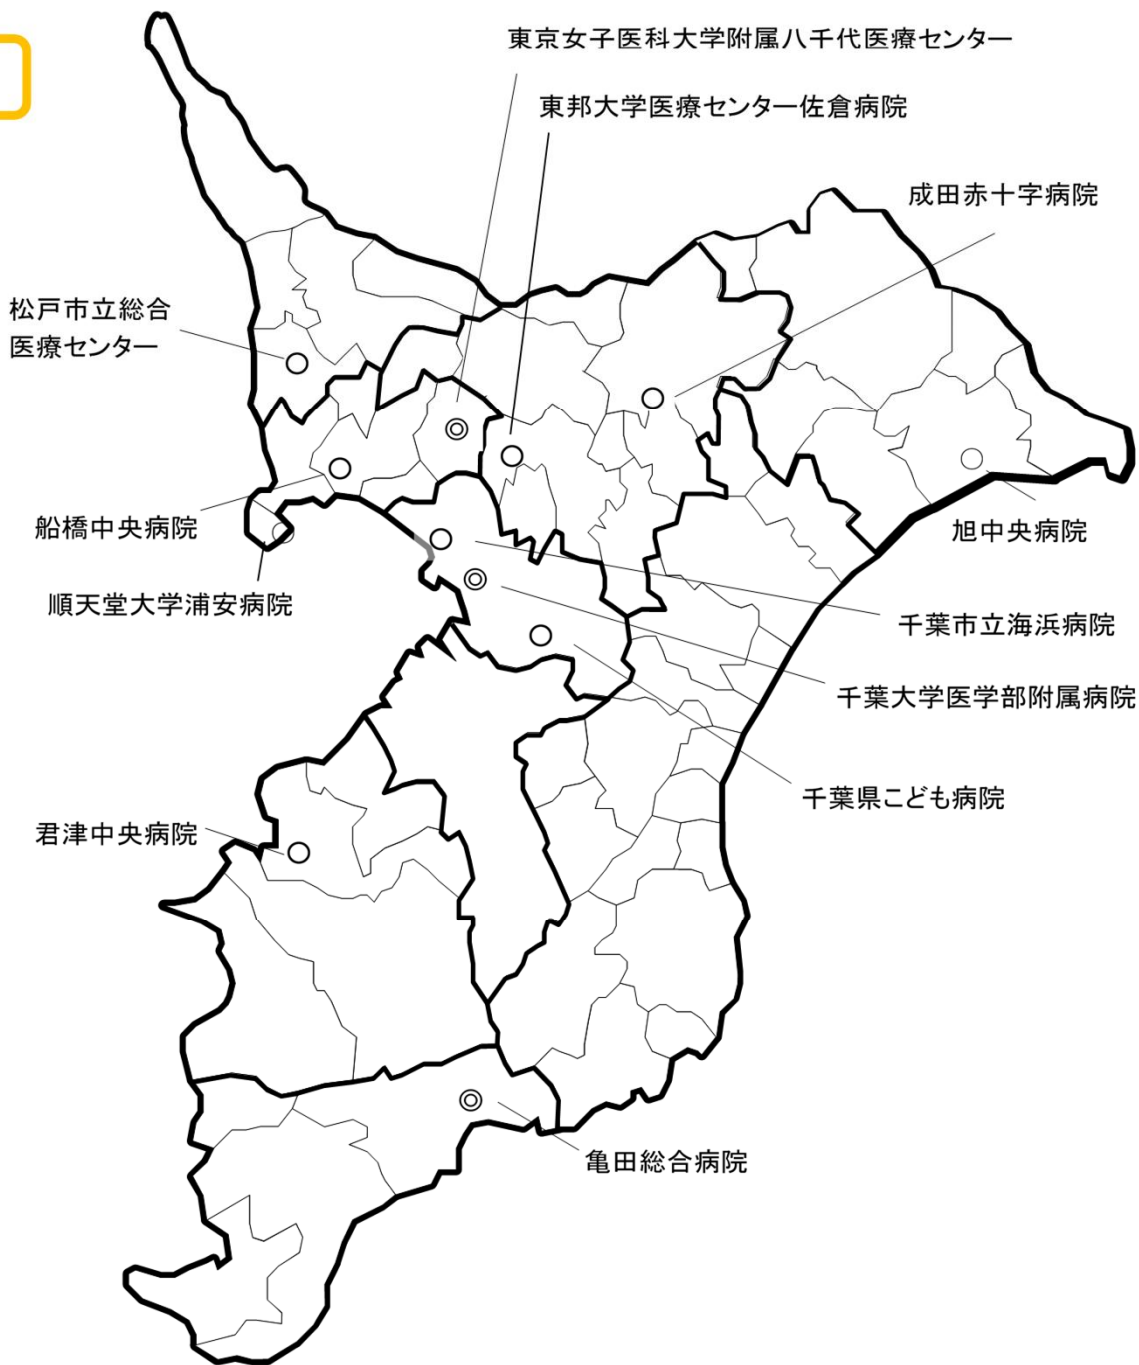 東京女子医科大学附属八千代医療センター
東邦大学医療センター佐倉病院
成田赤十字病院
松戸市立総合
医療センター
船橋中央病院
旭中央病院
順天堂大学浦安病院
千葉市立海浜病院
千葉大学医学部附属病院
千葉県こども病院
君津中央病院
亀田総合病院